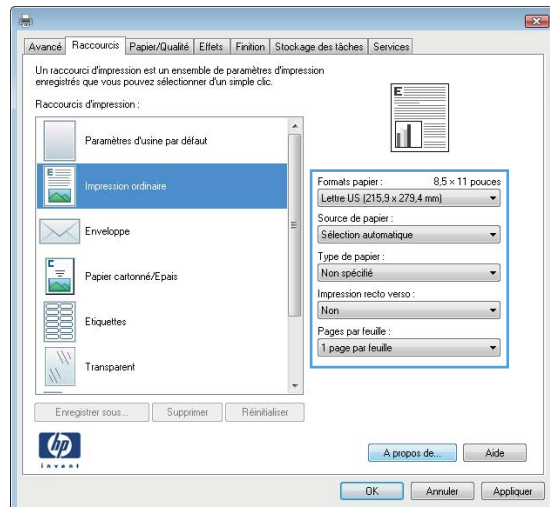 Avancé Raccourcis Papier/Qualité Effets Finition Stockage des tâches Services
Un raccourci d'impression est un ensemble de paramètres d'impression
enregistrés que vous pouvez sélectionner d'un simple clic.
Raccourcis d'impression :
Paramètres d'usine par défaut
Impression ordinaire
Enveloppe
Papier cartonné/Epais
Etiquettes
Transparent
Enregistrer sous... Supprimer Réinitialiser
E
E
C
Formats papier : 8,5 × 11 pouces
Lettre US (215,9 x 279,4 mm)
Source de papier :
Sélection automatique
Type de papier :
Non spécifié
Impression recto verso :
Non
Pages par feuille :
1 page par feuille
hp
invent
A propos de... Aide
OK Annuler Appliquer